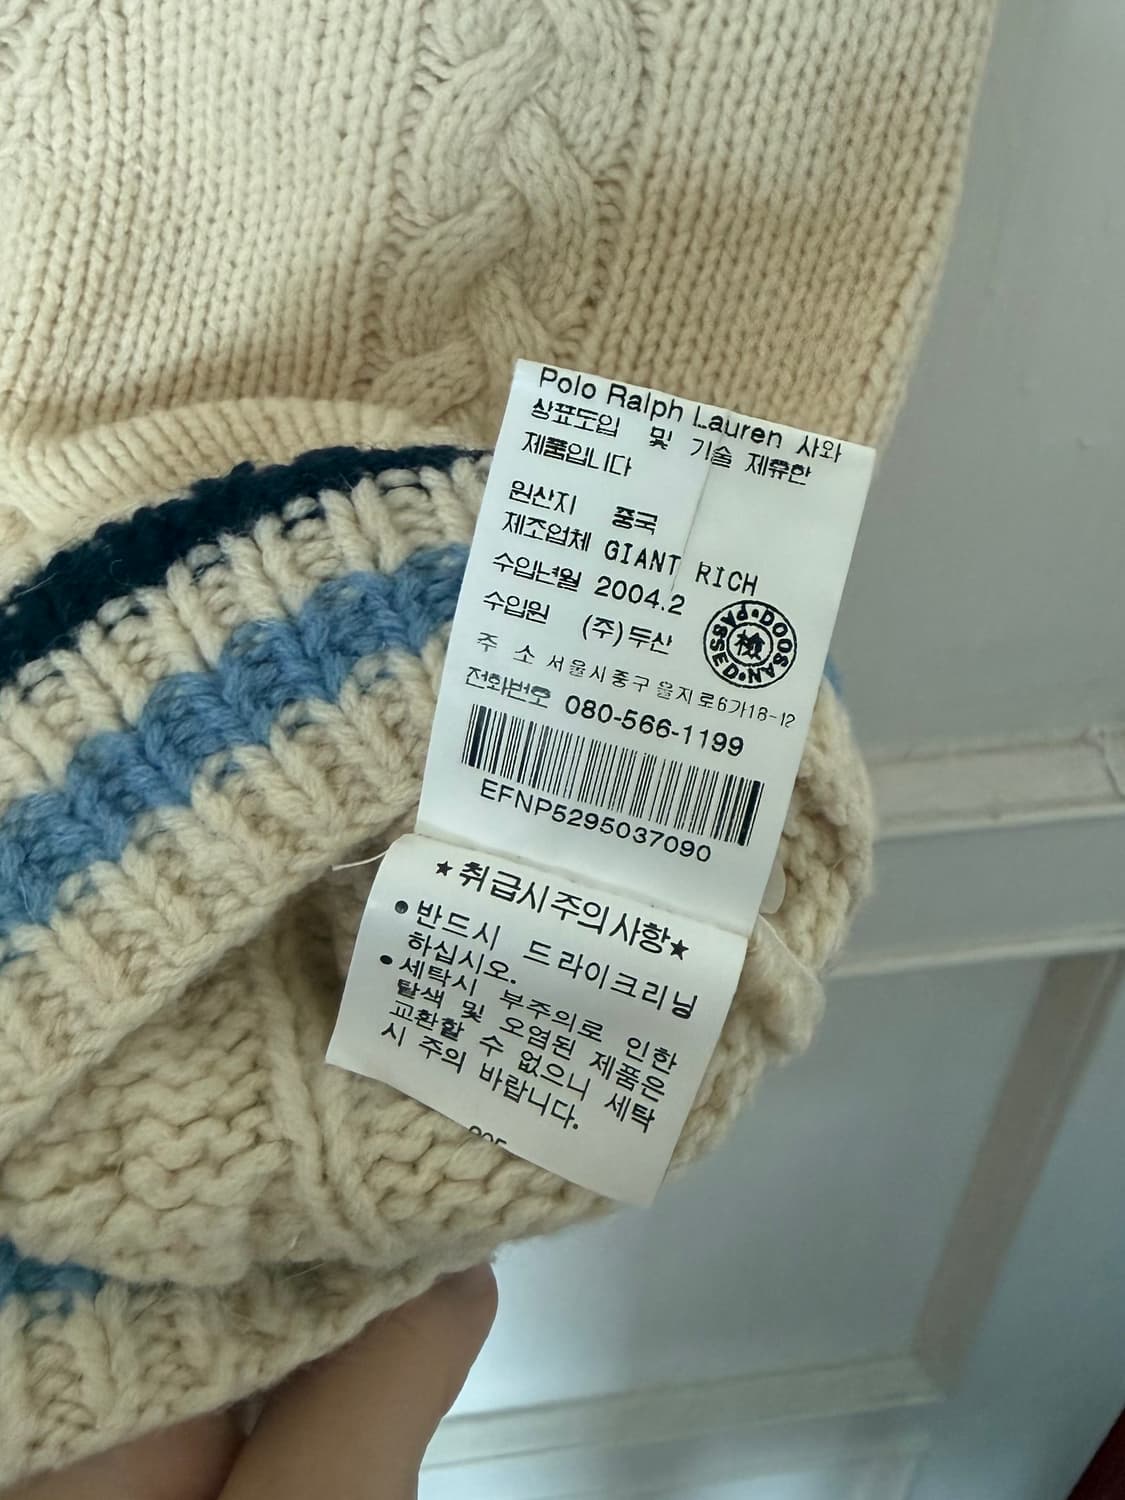 Polo Ralph Lauren 사와
상표도입 및 기술 제휴한
제품입니다
원산지 중국
제조업체 GIANT RICH
수입년월 2004.2
수입원 (주)두산
주 소 서울시중구 을지로6가18-12
전화번호 080-566-1199
DOOSAN PASSED
檢
EFNP5295037090
★취급시주의사항★
●반드시 드라이크리닝
하십시오.
●세탁시 부주의로 인한
탈색 및 오염된 제품은
교환할 수 없으니 세탁
시 주의 바랍니다.